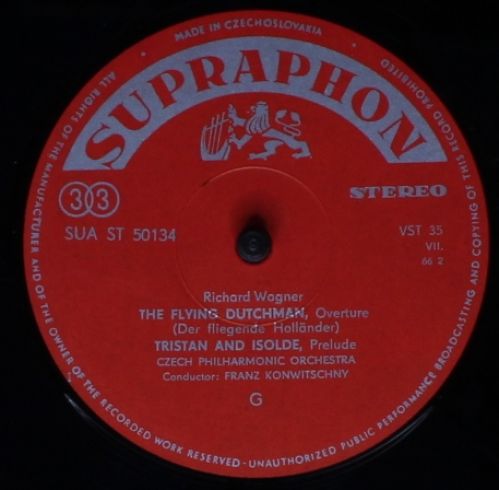 MADE IN CZECHOSLOVAKIA
SUPRAPHON
33
STEREO
SUA ST 50134
VST 35
VII.
66 2
Richard Wagner
THE FLYING DUTCHMAN, Overture
(Der fliegende Holländer)
TRISTAN AND ISOLDE, Prelude
CZECH PHILHARMONIC ORCHESTRA
Conductor: FRANZ KONWITSCHNY
G
ALL RIGHTS OF THE MANUFACTURER AND OF THE OWNER OF THE RECORDED WORK RESERVED-UNAUTHORIZED PUBLIC PERFORMANCE BROADCASTING AND COPYING OF THIS RECORD PROHIBITED